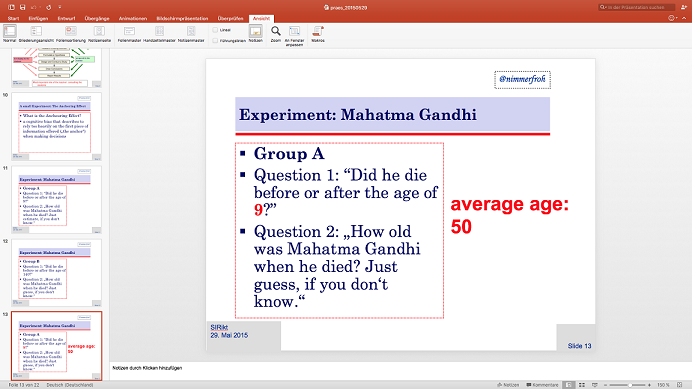 praes_20150529
In der Präsentation suchen
Start Einfügen Entwurf Übergänge Animationen Bildschirmpräsentation Überprüfen Ansicht
Normal Gliederungsansicht Foliensortierung Notizenseite Folienmaster Handzettelmaster Notizenmaster Lineal Führungslinien Notizen Zoom An Fenster anpassen Makros
10
A small Experiment: The Anchoring Effect
What is the Anchoring Effect?
a cognitive bias that describes to
rely too heavily on the first piece of
information offered („the anchor")
when making decisions
11
Experiment: Mahatma Gandhi
Group A
Question 1: "Did he die
before or after the age of
9?"
Question 2: „How old
was Mahatma Gandhi
when he died? Just
estimate, if you don't
know."
12
Experiment: Mahatma Gandhi
Group B
Question 1: "Did he die
before or after the age of
140?"
Question 2: „How old
was Mahatma Gandhi
when he died? Just
guess, if you don't
know."
13
Experiment: Mahatma Gandhi
Group A
Question 1: "Did he die
before or after the age of
9?"
Question 2: „How old
was Mahatma Gandhi
when he died? Just
guess, if you don't
know."
average age:
50
@nimmerfroh
Experiment: Mahatma Gandhi
▪ Group A
▪ Question 1: “Did he die
before or after the age of
9?”
▪ Question 2: „How old
was Mahatma Gandhi
when he died? Just
guess, if you don‘t
know.“
average age:
50
SIRikt
29. Mai 2015
Slide 13
Notizen durch Klicken hinzufügen
Folie 13 von 22 Deutsch (Deutschland)
Notizen Kommentare 150 %